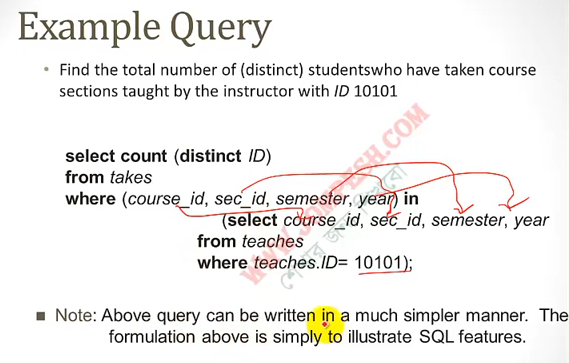 Example Query
• Find the total number of (distinct) studentswho have taken course
sections taught by the instructor with ID 10101
select count (distinct ID)
from takes
where (course_id, sec_id, semester, year) in
(select course_id, sec_id, semester, year
from teaches
where teaches.ID= 10101);
■ Note: Above query can be written in a much simpler manner. The
formulation above is simply to illustrate SQL features.